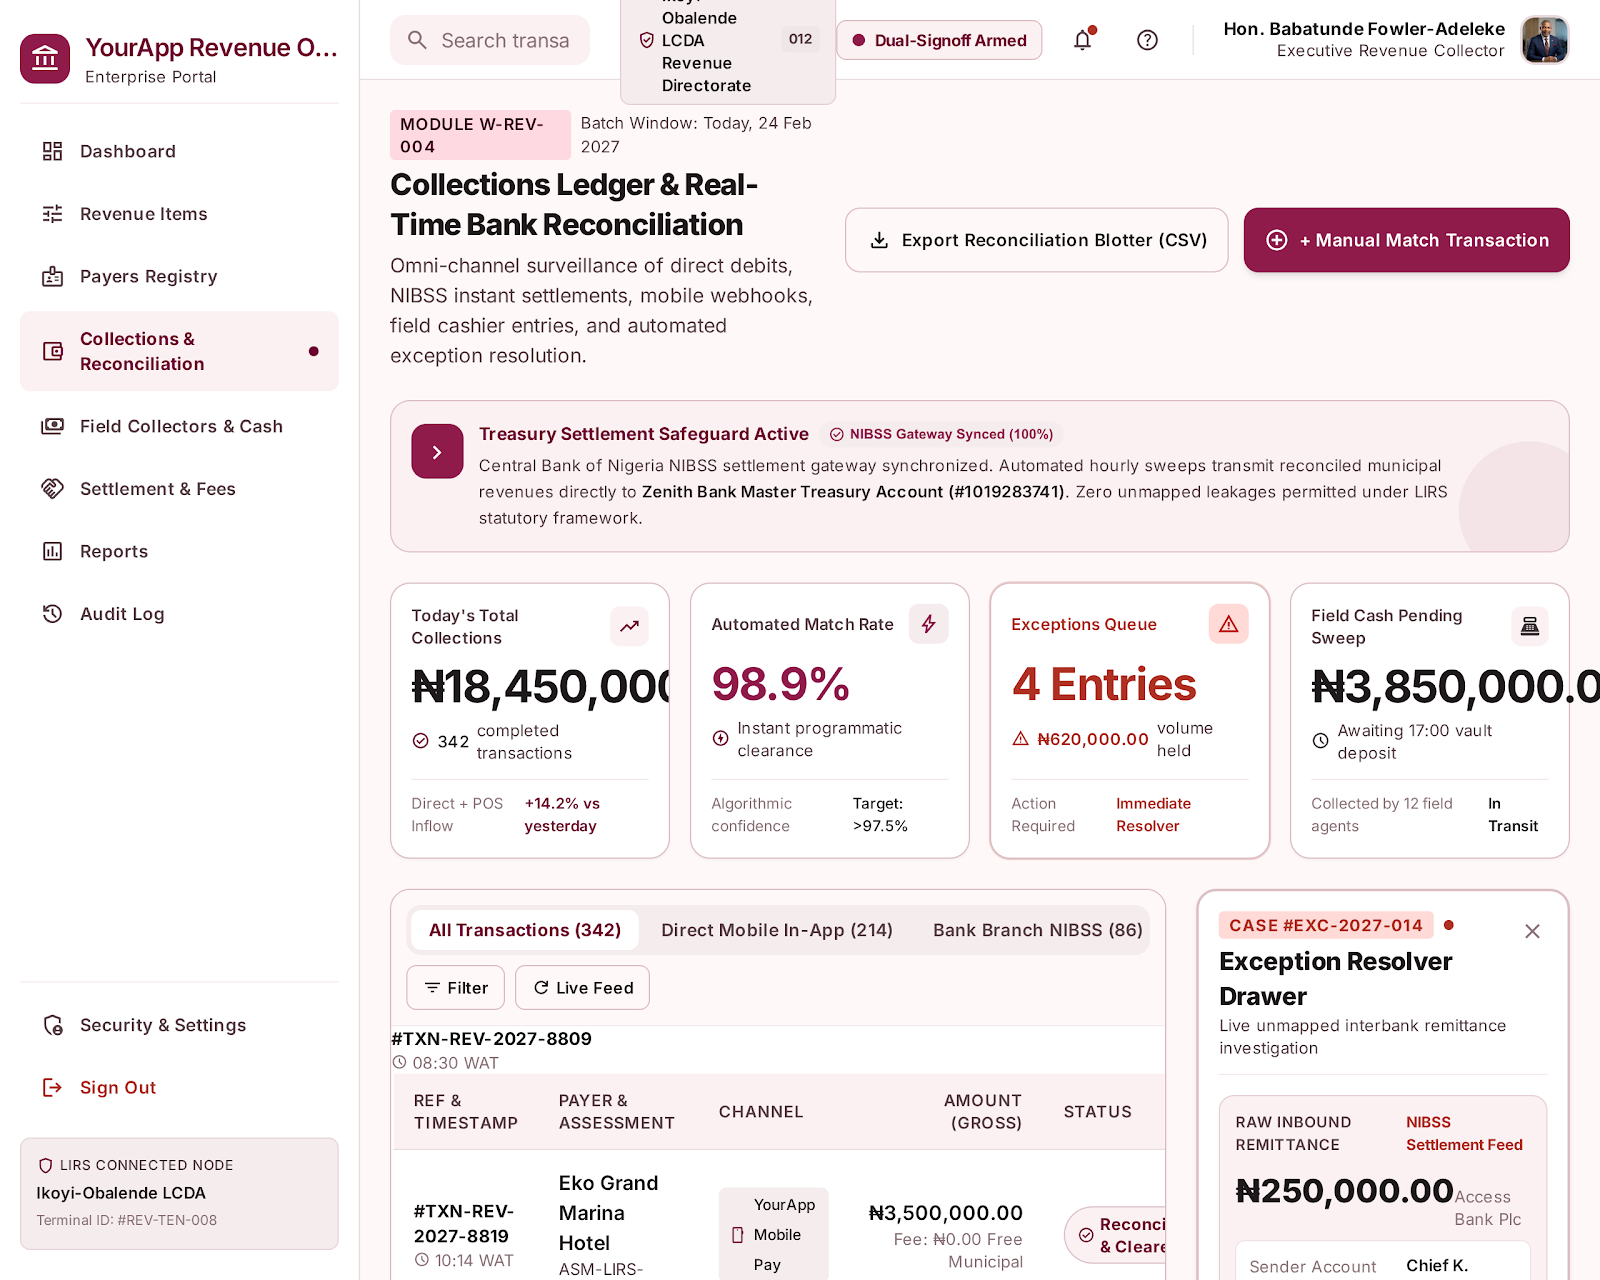 YourApp Revenue O...
Enterprise Portal
Dashboard
Revenue Items
Payers Registry
Collections &
Reconciliation
Field Collectors & Cash
Settlement & Fees
Reports
Audit Log
Security & Settings
Sign Out
LIRS CONNECTED NODE
Ikoyi-Obalende LCDA
Terminal ID: #REV-TEN-008
Search transa
Obalende
LCDA
Revenue
Directorate
012
Dual-Signoff Armed
Hon. Babatunde Fowler-Adeleke
Executive Revenue Collector
MODULE W-REV-
004
Batch Window: Today, 24 Feb
2027
Collections Ledger & Real-
Time Bank Reconciliation
Omni-channel surveillance of direct debits,
NIBSS instant settlements, mobile webhooks,
field cashier entries, and automated
exception resolution.
Export Reconciliation Blotter (CSV)
+ Manual Match Transaction
Treasury Settlement Safeguard Active
NIBSS Gateway Synced (100%)
Central Bank of Nigeria NIBSS settlement gateway synchronized. Automated hourly sweeps transmit reconciled municipal
revenues directly to Zenith Bank Master Treasury Account (#1019283741). Zero unmapped leakages permitted under LIRS
statutory framework.
Today's Total
Collections
₦18,450,000
342 completed
transactions
Direct + POS
Inflow
+14.2% vs
yesterday
Automated Match Rate
98.9%
Instant programmatic
clearance
Algorithmic
confidence
Target:
>97.5%
Exceptions Queue
4 Entries
₦620,000.00 volume
held
Action
Required
Immediate
Resolver
Field Cash Pending
Sweep
₦3,850,000.0
Awaiting 17:00 vault
deposit
Collected by 12 field
agents
In
Transit
All Transactions (342)
Direct Mobile In-App (214)
Bank Branch NIBSS (86)
Filter
Live Feed
#TXN-REV-2027-8809
08:30 WAT
REF &
TIMESTAMP
PAYER &
ASSESSMENT
CHANNEL
AMOUNT
(GROSS)
STATUS
#TXN-REV-
2027-8819
10:14 WAT
Eko Grand
Marina
Hotel
ASM-LIRS-
YourApp
Mobile
Pay
₦3,500,000.00
Fee: ₦0.00 Free
Municipal
Reconci
& Cleare
CASE #EXC-2027-014
Exception Resolver
Drawer
Live unmapped interbank remittance
investigation
RAW INBOUND
REMITTANCE
NIBSS
Settlement Feed
₦250,000.00
Access
Bank Plc
Sender Account
Chief K.